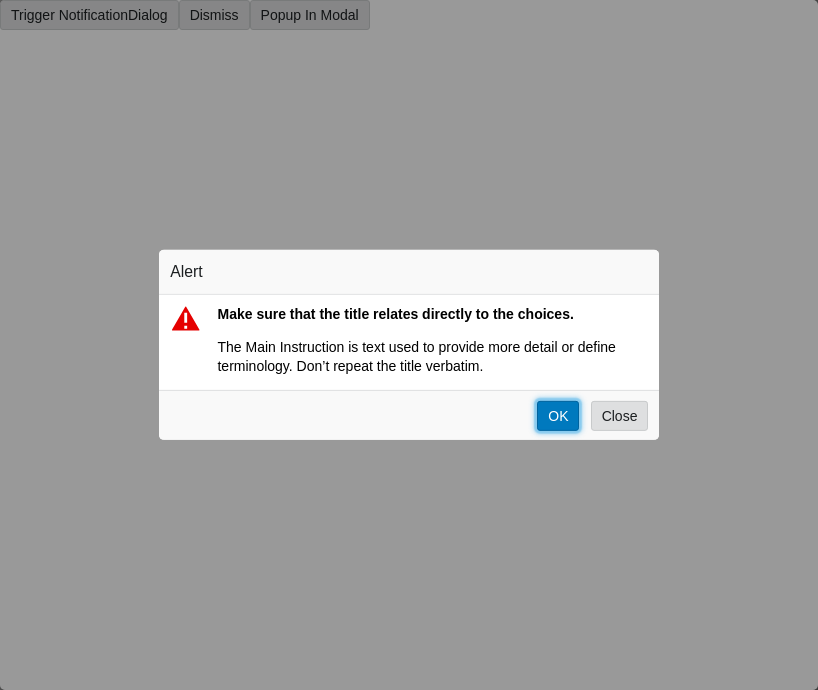 Trigger NotificationDialog Dismiss Popup In Modal
Alert
Make sure that the title relates directly to the choices.
The Main Instruction is text used to provide more detail or define
terminology. Don’t repeat the title verbatim.
OK Close